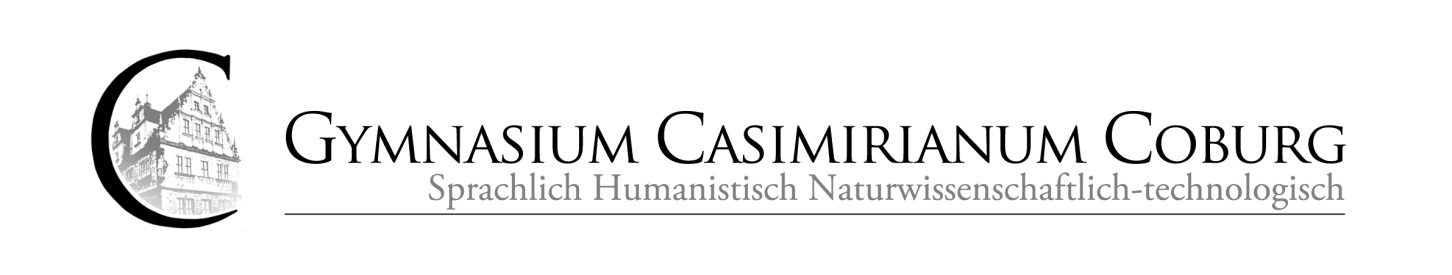 C
GYMNASIUM CASIMIRIANUM COBURG
Sprachlich Humanistisch Naturwissenschaftlich-technologisch